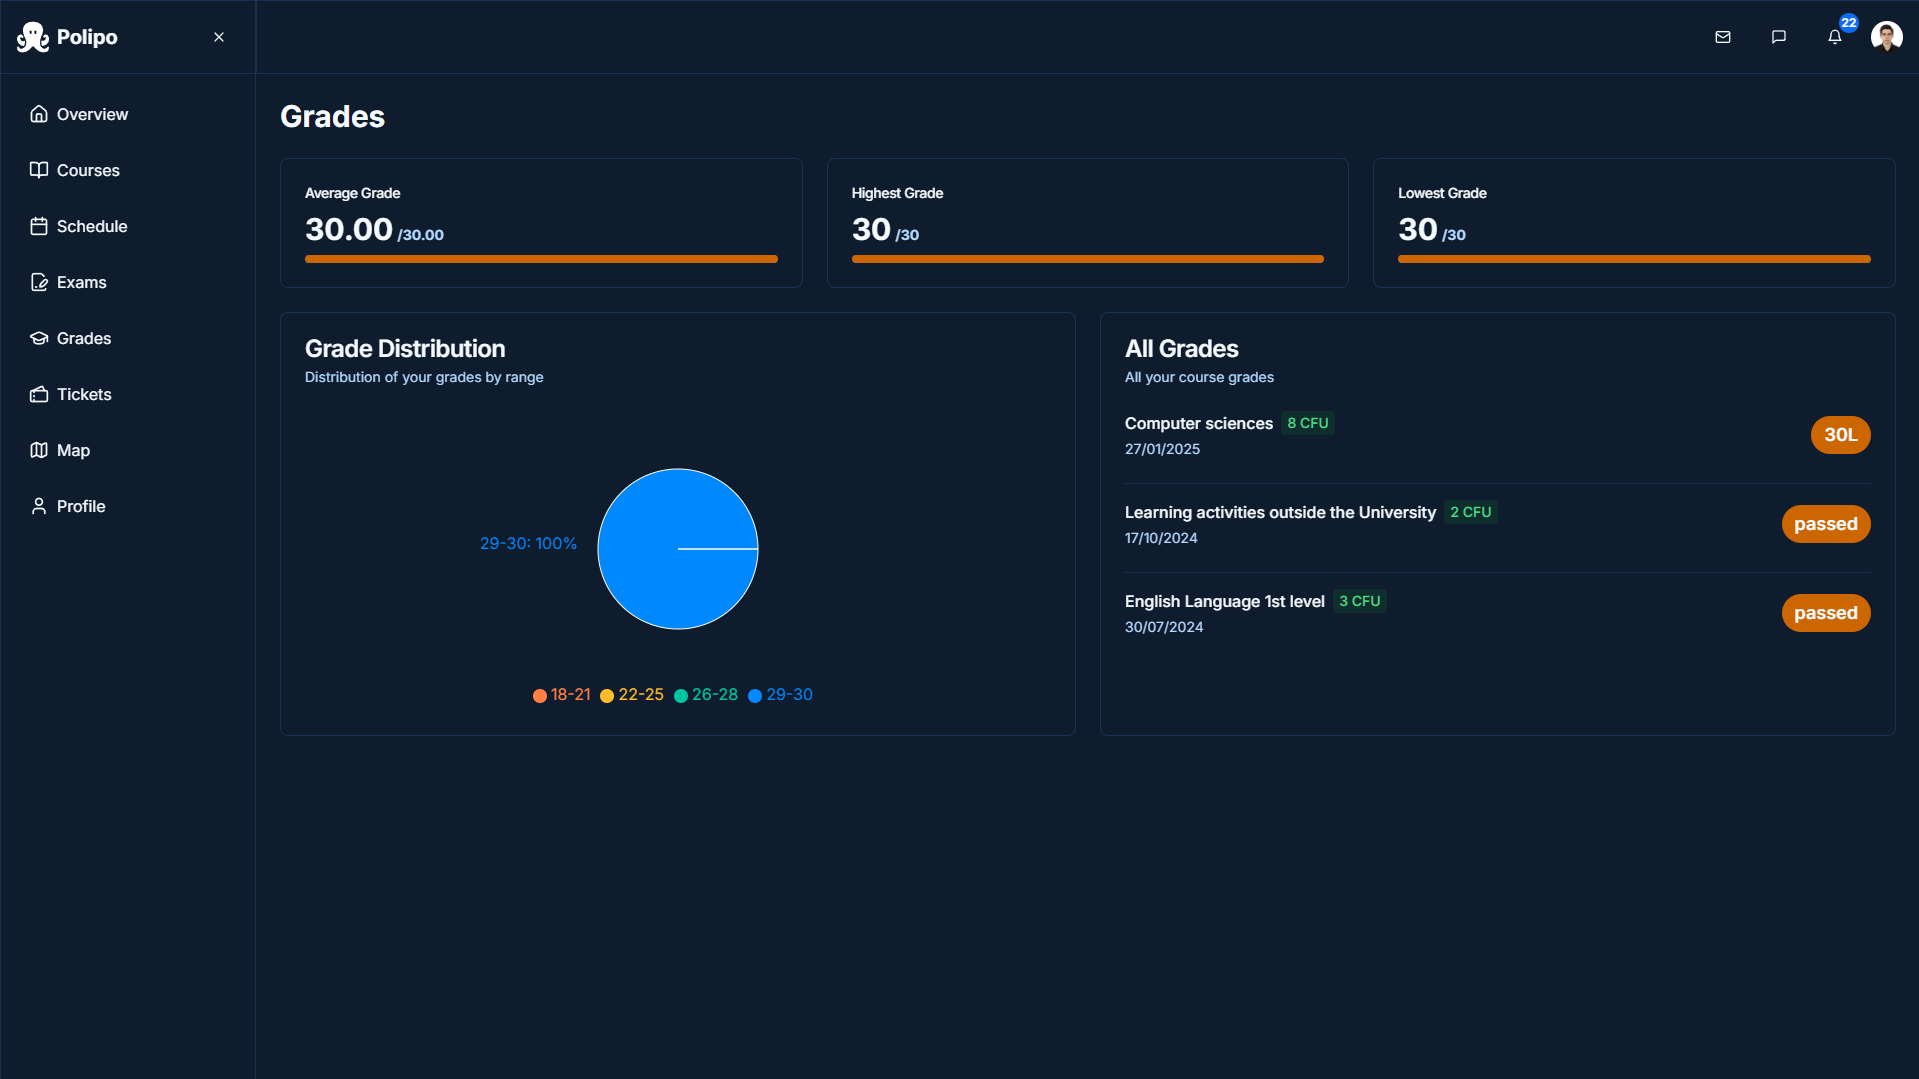 Polipo
22
Overview
Courses
Schedule
Exams
Grades
Tickets
Map
Profile
Grades
Average Grade
30.00 /30.00
Highest Grade
30 /30
Lowest Grade
30 /30
Grade Distribution
Distribution of your grades by range
29-30: 100%
18-21 22-25 26-28 29-30
All Grades
All your course grades
Computer sciences 8 CFU
27/01/2025
30L
Learning activities outside the University 2 CFU
17/10/2024
passed
English Language 1st level 3 CFU
30/07/2024
passed